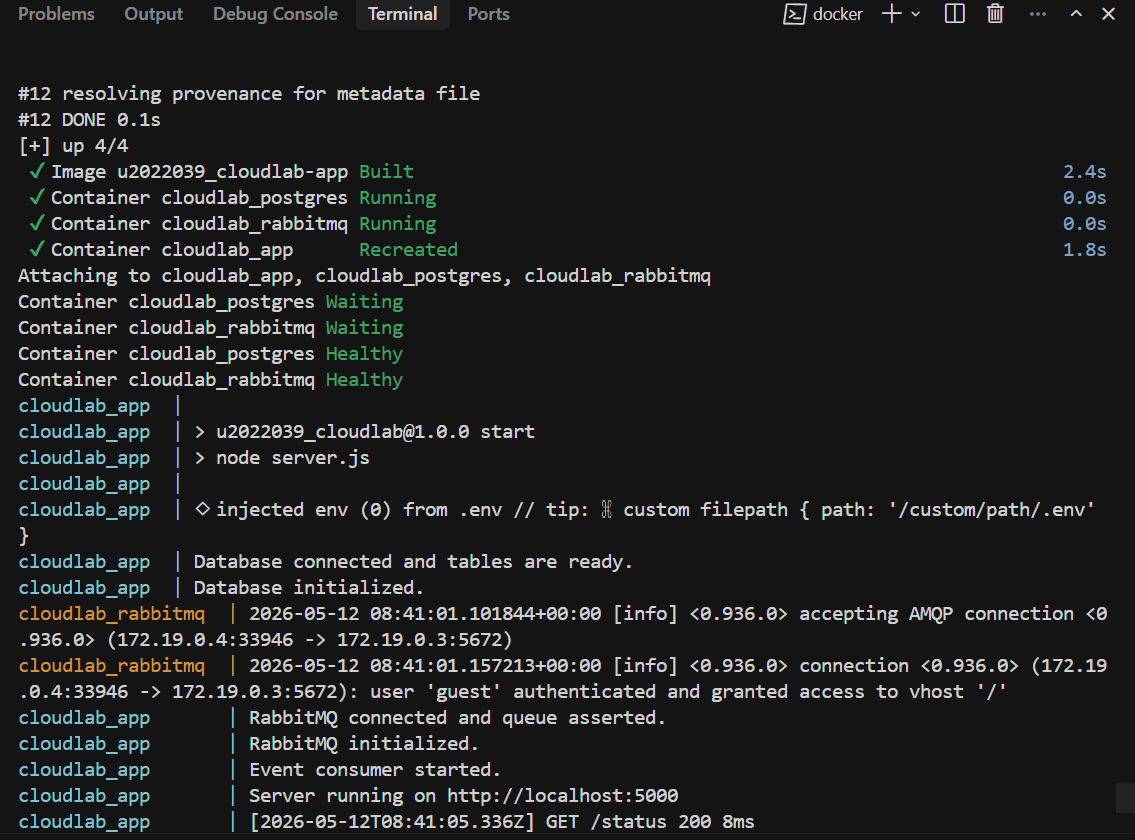 Problems Output Debug Console Terminal Ports docker
#12 resolving provenance for metadata file
#12 DONE 0.1s
[+] up 4/4
✓ Image u2022039_cloudlab-app Built 2.4s
✓ Container cloudlab_postgres Running 0.0s
✓ Container cloudlab_rabbitmq Running 0.0s
✓ Container cloudlab_app Recreated 1.8s
Attaching to cloudlab_app, cloudlab_postgres, cloudlab_rabbitmq
Container cloudlab_postgres Waiting
Container cloudlab_rabbitmq Waiting
Container cloudlab_postgres Healthy
Container cloudlab_rabbitmq Healthy
cloudlab_app |
cloudlab_app | > u2022039_cloudlab@1.0.0 start
cloudlab_app | > node server.js
cloudlab_app |
cloudlab_app | ◇ injected env (0) from .env // tip: ⌘ custom filepath { path: '/custom/path/.env'
}
cloudlab_app | Database connected and tables are ready.
cloudlab_app | Database initialized.
cloudlab_rabbitmq | 2026-05-12 08:41:01.101844+00:00 [info] <0.936.0> accepting AMQP connection <0
.936.0> (172.19.0.4:33946 -> 172.19.0.3:5672)
cloudlab_rabbitmq | 2026-05-12 08:41:01.157213+00:00 [info] <0.936.0> connection <0.936.0> (172.19
.0.4:33946 -> 172.19.0.3:5672): user 'guest' authenticated and granted access to vhost '/'
cloudlab_app | RabbitMQ connected and queue asserted.
cloudlab_app | RabbitMQ initialized.
cloudlab_app | Event consumer started.
cloudlab_app | Server running on http://localhost:5000
cloudlab_app | [2026-05-12T08:41:05.336Z] GET /status 200 8ms